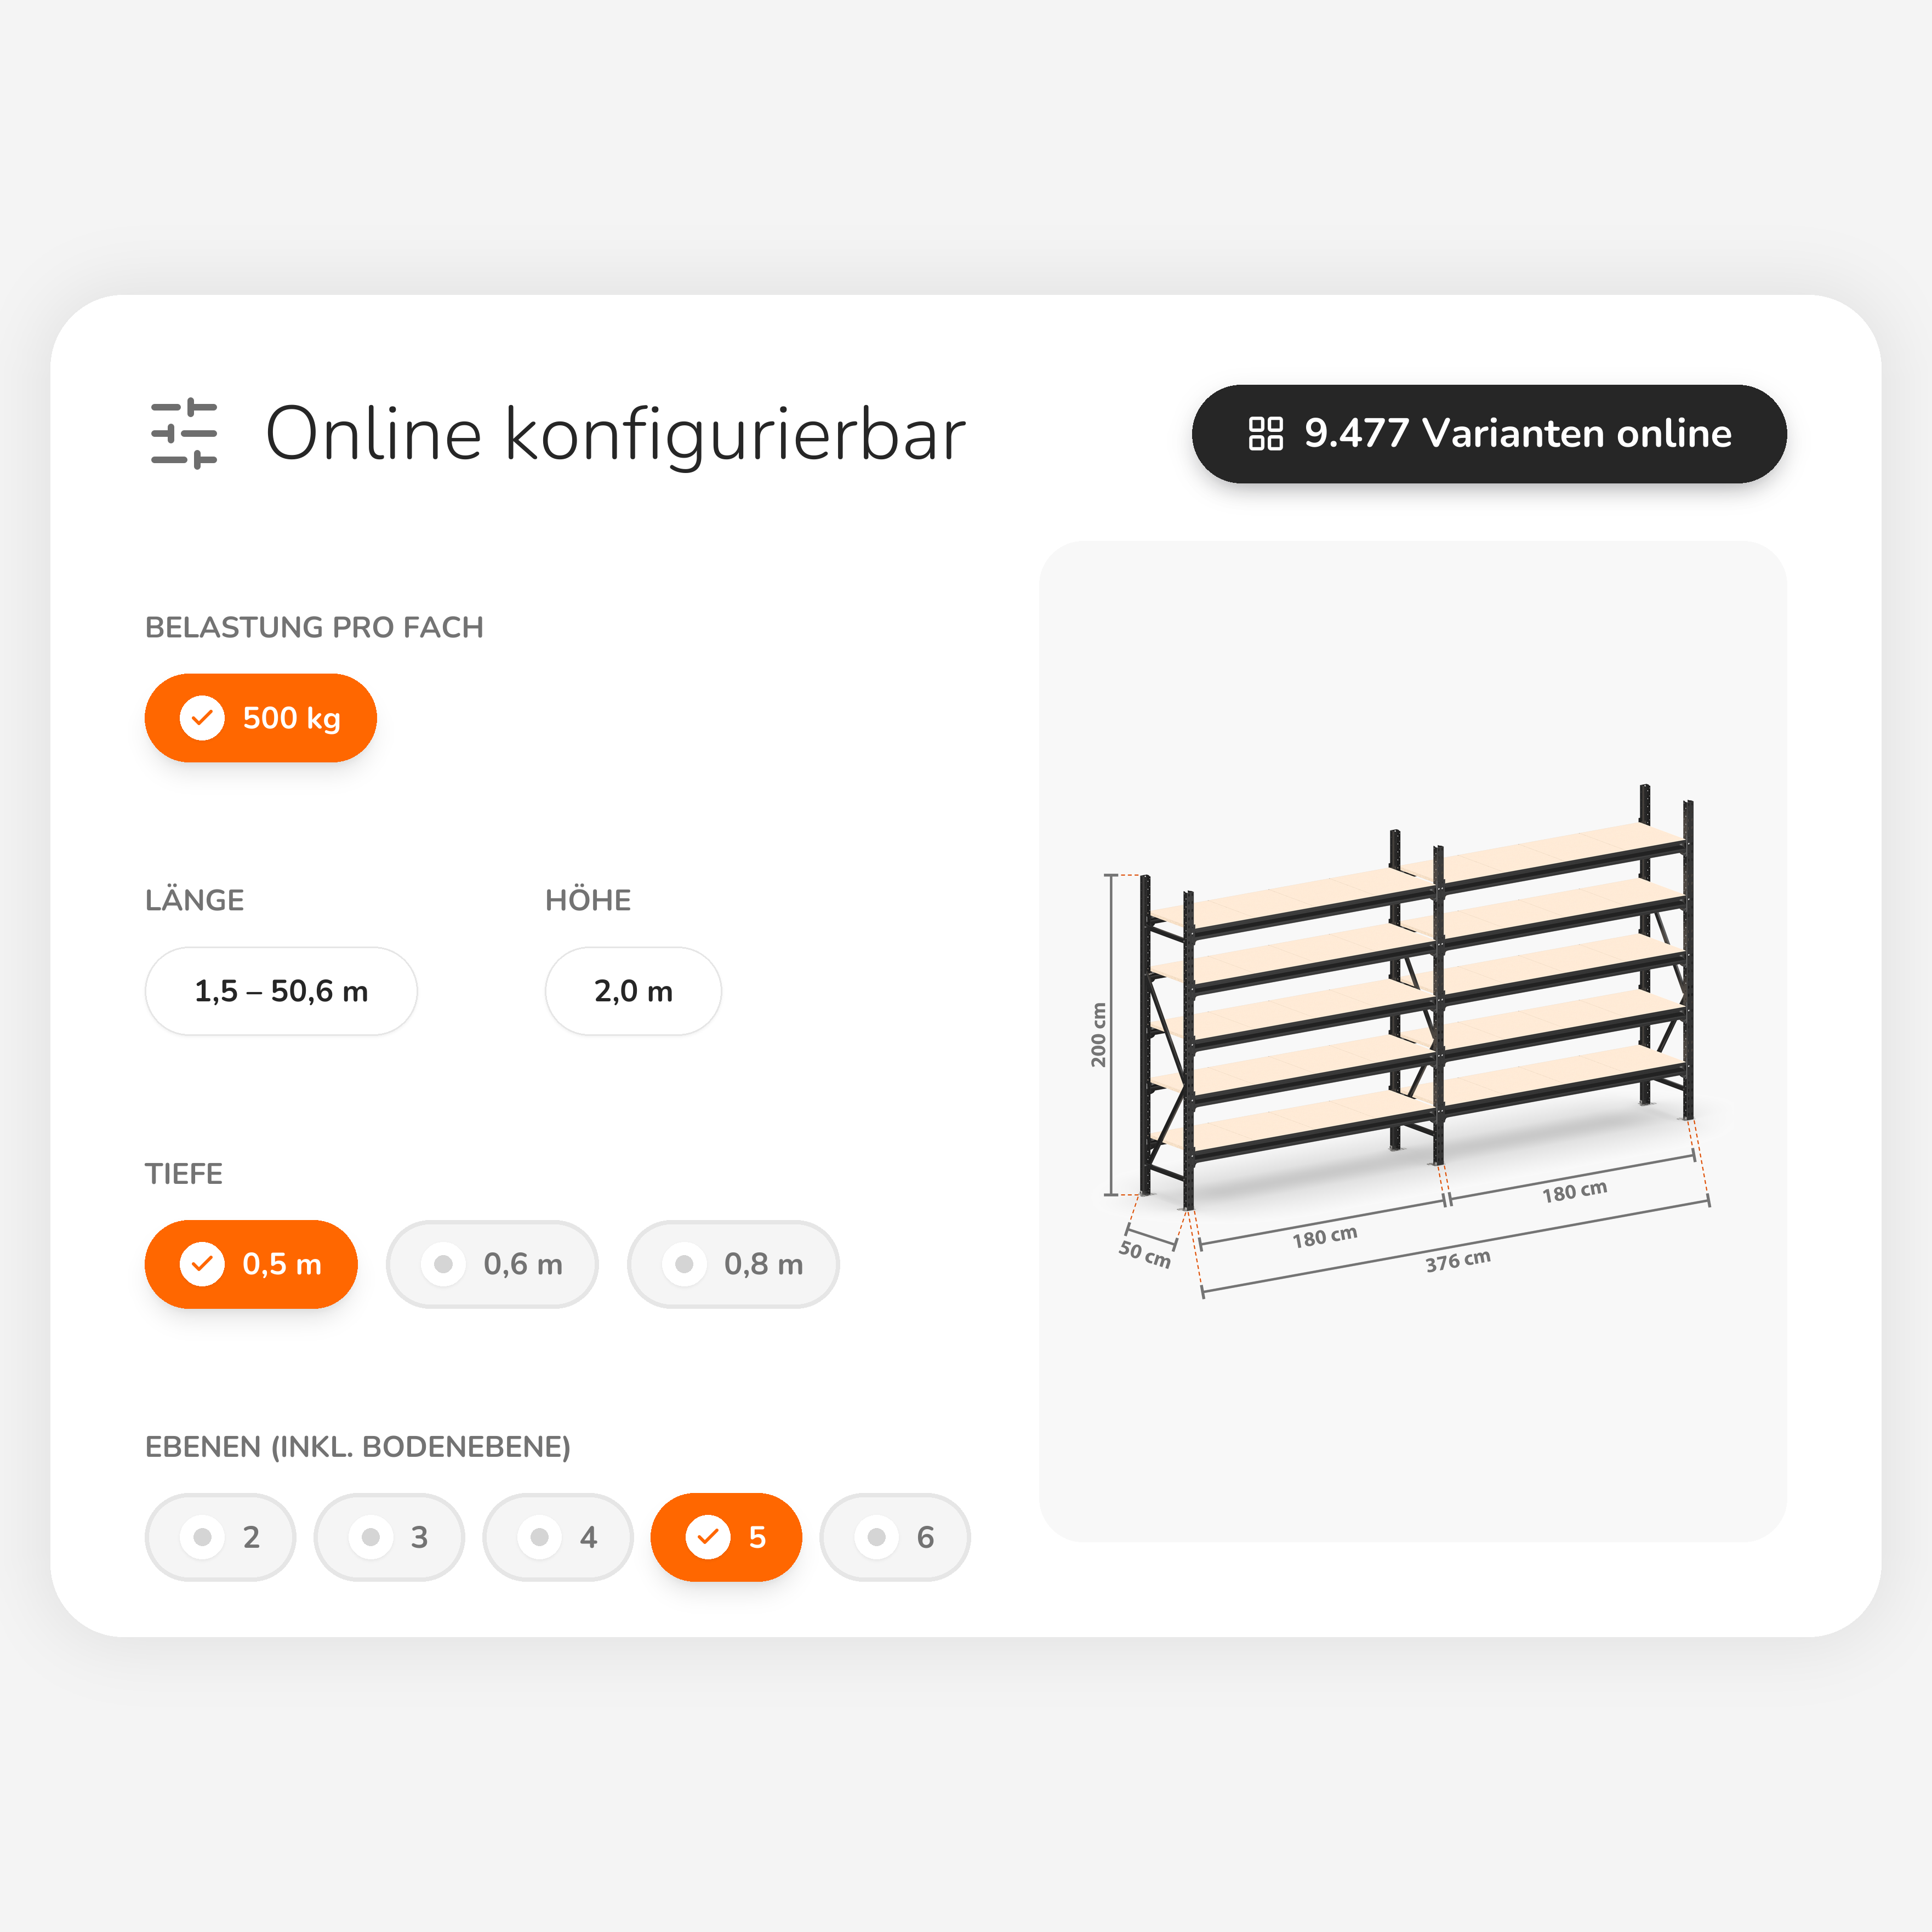 Online konfigurierbar
9.477 Varianten online
BELASTUNG PRO FACH
500 kg
LÄNGE
HÖHE
1,5 – 50,6 m
2,0 m
TIEFE
0,5 m
0,6 m
0,8 m
EBENEN (INKL. BODENEBENE)
2
3
4
5
6
200 cm
50 cm
180 cm
180 cm
376 cm